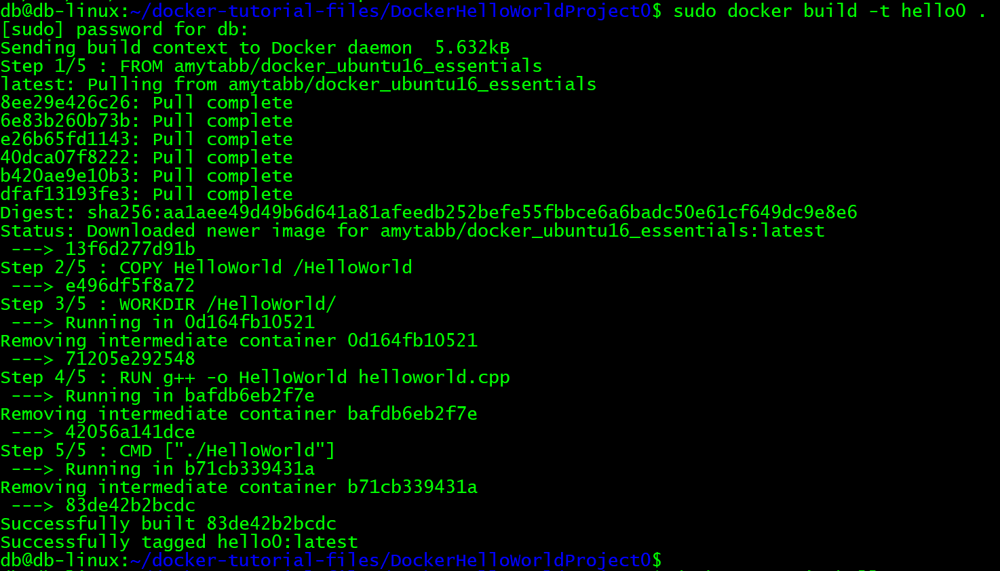 db@db-linux:~/docker-tutorial-files/DockerHelloWorldProject0$ sudo docker build -t hello0 .
[sudo] password for db:
Sending build context to Docker daemon  5.632kB
Step 1/5 : FROM amytabb/docker_ubuntu16_essentials
latest: Pulling from amytabb/docker_ubuntu16_essentials
8ee29e426c26: Pull complete
6e83b260b73b: Pull complete
e26b65fd1143: Pull complete
40dca07f8222: Pull complete
b420ae9e10b3: Pull complete
dfaf13193fe3: Pull complete
Digest: sha256:aa1aee49d49b6d641a81afeedb252befe55fbbce6a6badc50e61cf649dc9e8e6
Status: Downloaded newer image for amytabb/docker_ubuntu16_essentials:latest
 ---> 13f6d277d91b
Step 2/5 : COPY HelloWorld /HelloWorld
 ---> e496df5f8a72
Step 3/5 : WORKDIR /HelloWorld/
 ---> Running in 0d164fb10521
Removing intermediate container 0d164fb10521
 ---> 71205e292548
Step 4/5 : RUN g++ -o HelloWorld helloworld.cpp
 ---> Running in bafdb6eb2f7e
Removing intermediate container bafdb6eb2f7e
 ---> 42056a141dce
Step 5/5 : CMD ["./HelloWorld"]
 ---> Running in b71cb339431a
Removing intermediate container b71cb339431a
 ---> 83de42b2bcdc
Successfully built 83de42b2bcdc
Successfully tagged hello0:latest
db@db-linux:~/docker-tutorial-files/DockerHelloWorldProject0$